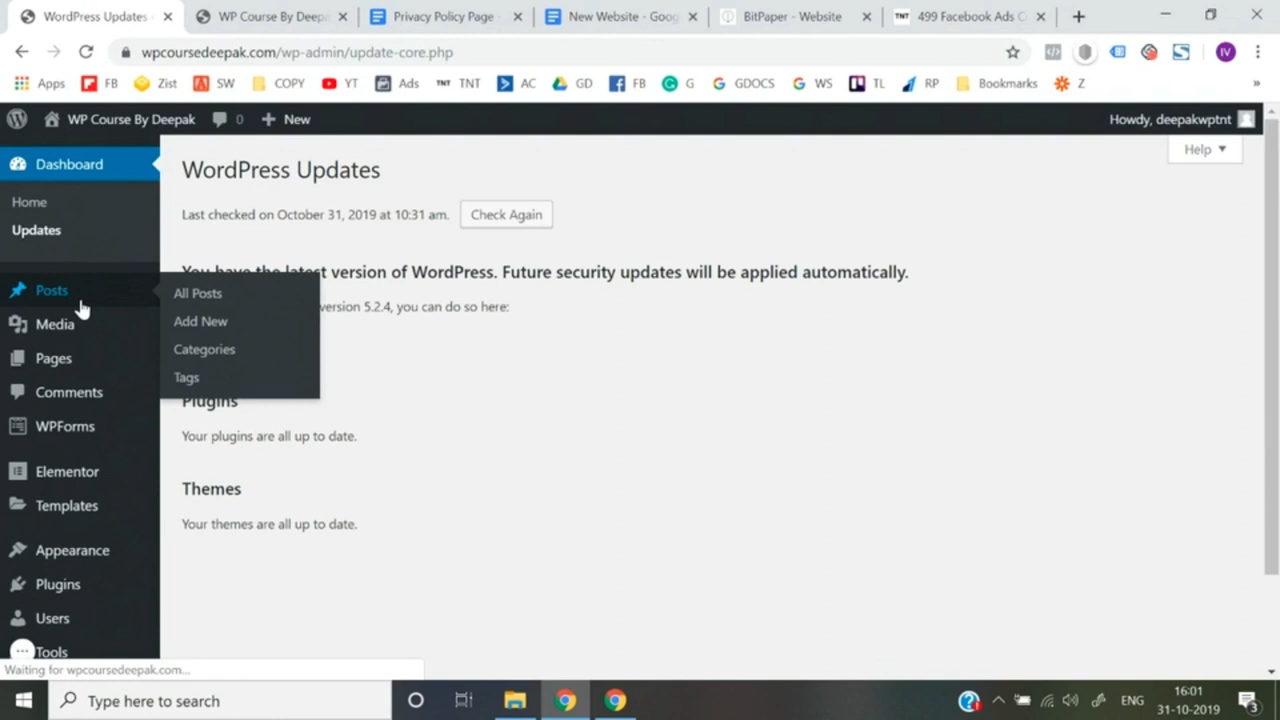 WordPress Updates
WP Course By Deepa
Privacy Policy Page -
New Website - Goog
BitPaper - Website
TNT 499 Facebook Ads C
wpcoursedeepak.com/wp-admin/update-core.php
IV
Apps FB Zist SW COPY YT Ads TNT TNT AC GD FB G GDOCS WS TL RP Bookmarks Z »
WP Course By Deepak 0 + New Howdy, deepakwptnt
Dashboard
Home
Updates
Posts
Media
Pages
Comments
WPForms
Elementor
Templates
Appearance
Plugins
Users
Tools
All Posts
Add New
Categories
Tags
Help
WordPress Updates
Last checked on October 31, 2019 at 10:31 am. Check Again
You have the latest version of WordPress. Future security updates will be applied automatically.
version 5.2.4, you can do so here:
Plugins
Your plugins are all up to date.
Themes
Your themes are all up to date.
Waiting for wpcoursedeepak.com...
Type here to search
ENG
16:01
31-10-2019
3